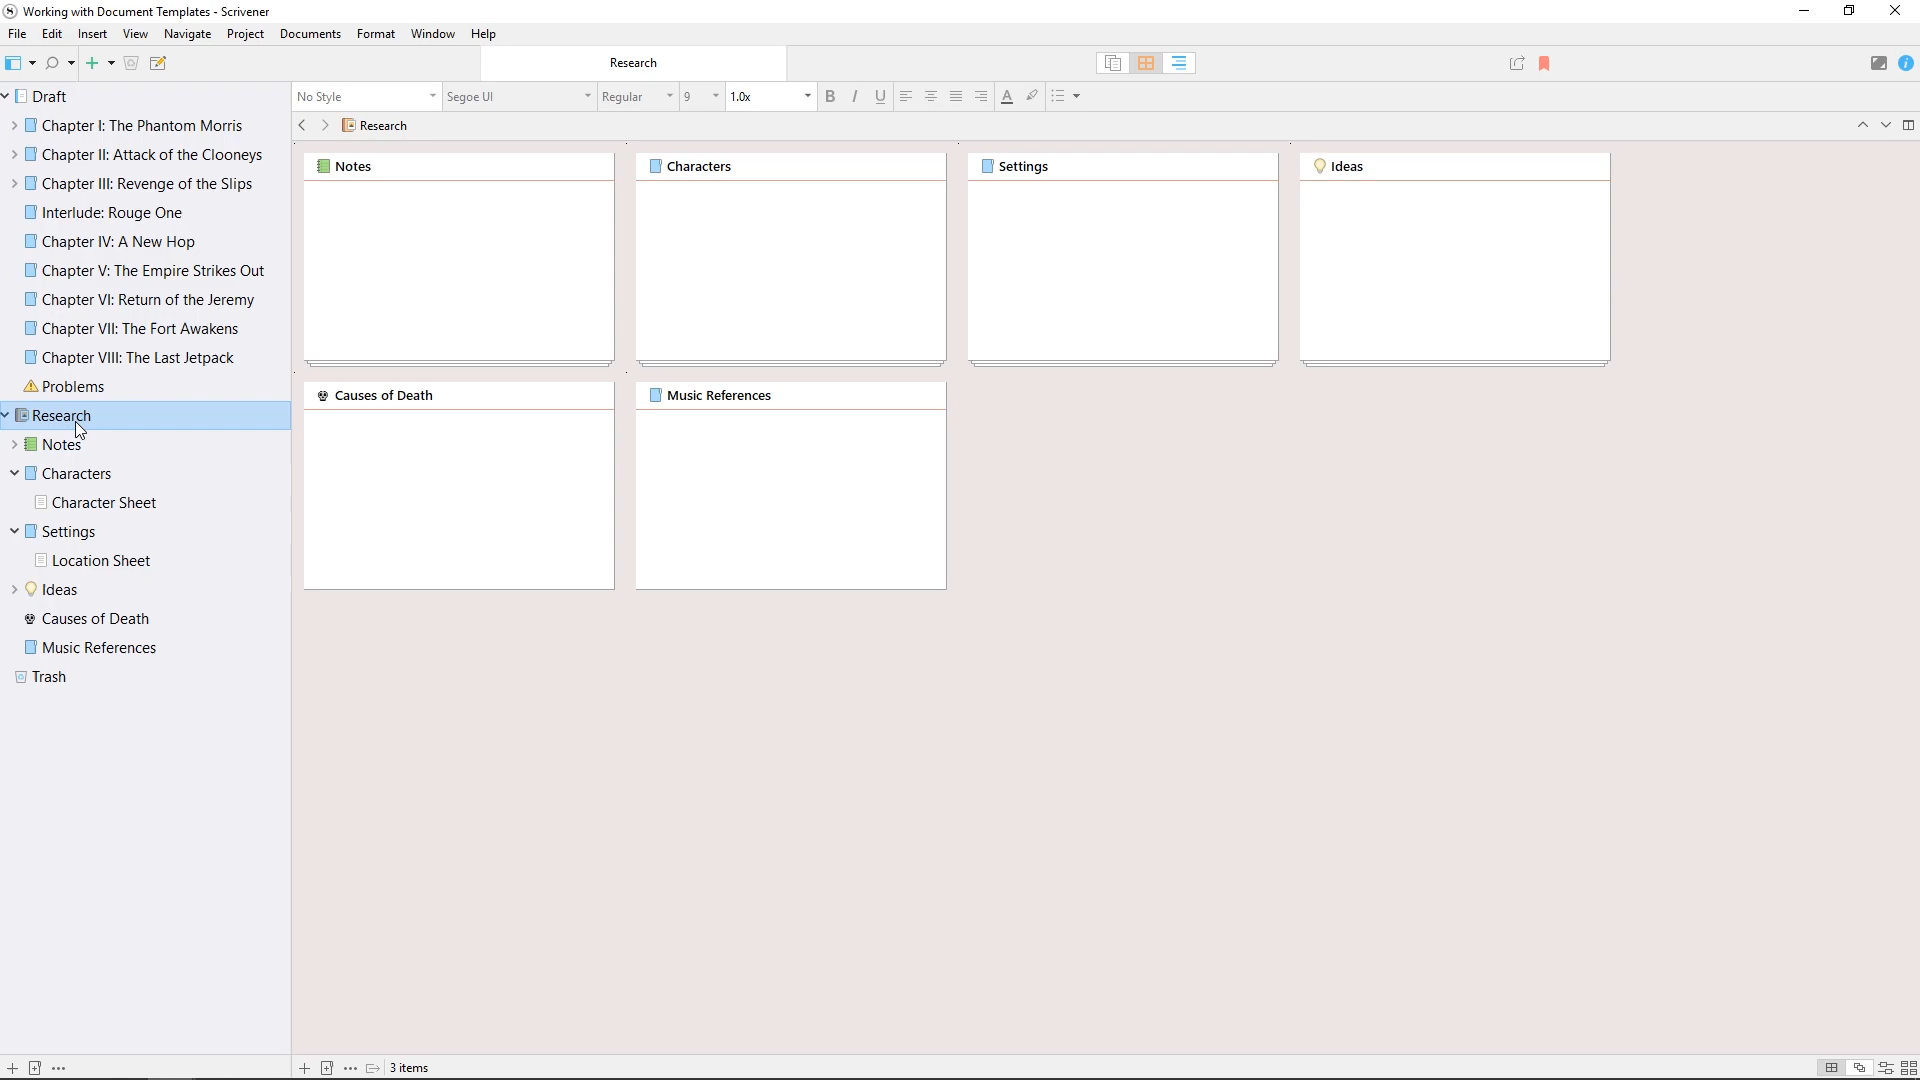 Working with Document Templates - Scrivener
File Edit Insert View Navigate Project Documents Format Window Help
Research
No Style Segoe UI Regular 9 1.0x B I U A
Research
Draft
Chapter I: The Phantom Morris
Chapter II: Attack of the Clooneys
Chapter III: Revenge of the Slips
Interlude: Rouge One
Chapter IV: A New Hop
Chapter V: The Empire Strikes Out
Chapter VI: Return of the Jeremy
Chapter VII: The Fort Awakens
Chapter VIII: The Last Jetpack
Problems
Research
Notes
Characters
Character Sheet
Settings
Location Sheet
Ideas
Causes of Death
Music References
Trash
Notes Characters Settings Ideas
Causes of Death Music References
3 items